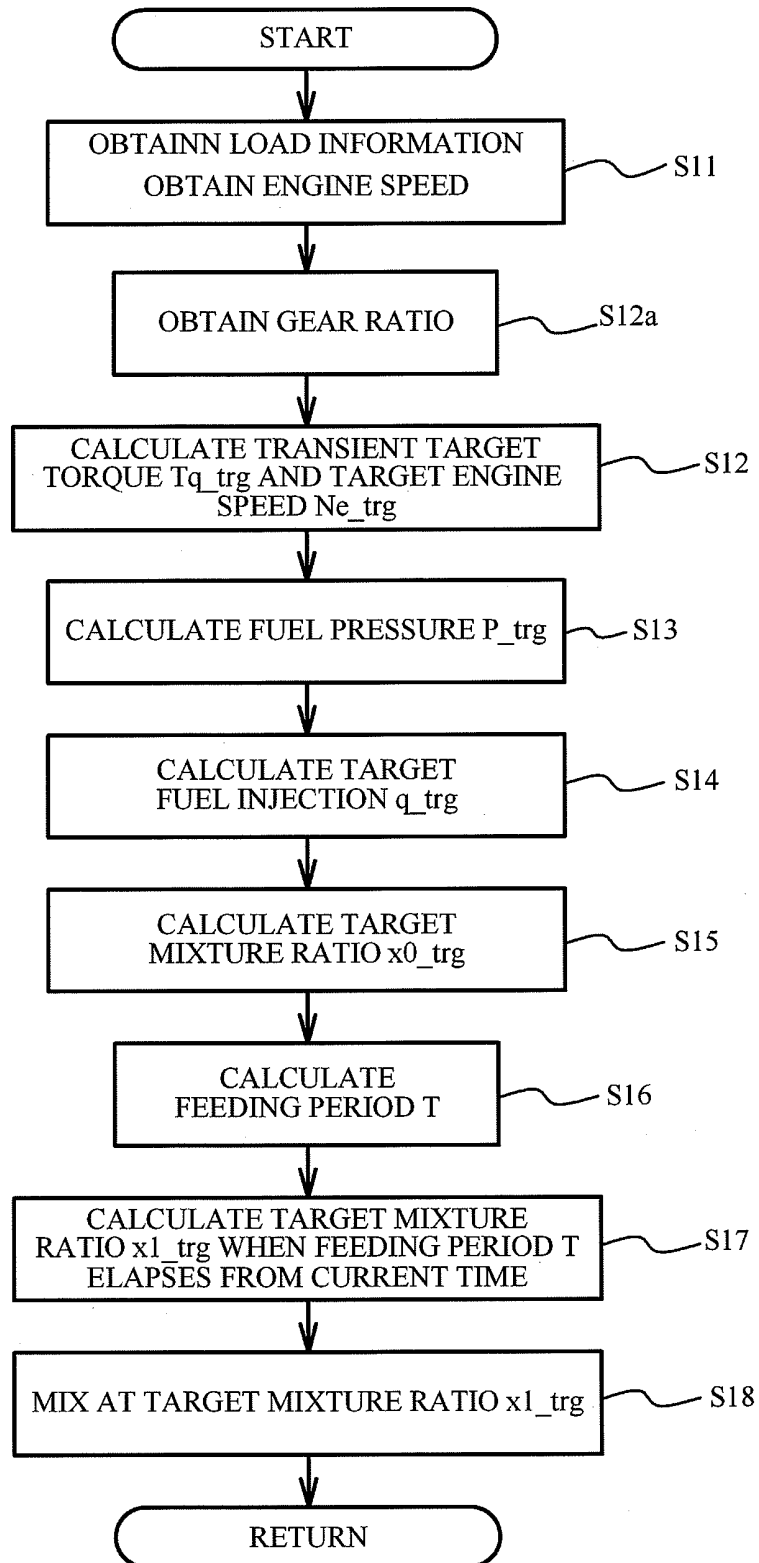 START
OBTAINN LOAD INFORMATION
OBTAIN ENGINE SPEED
S11
OBTAIN GEAR RATIO
S12a
CALCULATE TRANSIENT TARGET
TORQUE Tq_trg AND TARGET ENGINE
SPEED Ne_trg
S12
CALCULATE FUEL PRESSURE P_trg
S13
CALCULATE TARGET
FUEL INJECTION q_trg
S14
CALCULATE TARGET
MIXTURE RATIO x0_trg
S15
CALCULATE
FEEDING PERIOD T
S16
CALCULATE TARGET MIXTURE
RATIO x1_trg WHEN FEEDING PERIOD T
ELAPSES FROM CURRENT TIME
S17
MIX AT TARGET MIXTURE RATIO x1_trg
S18
RETURN